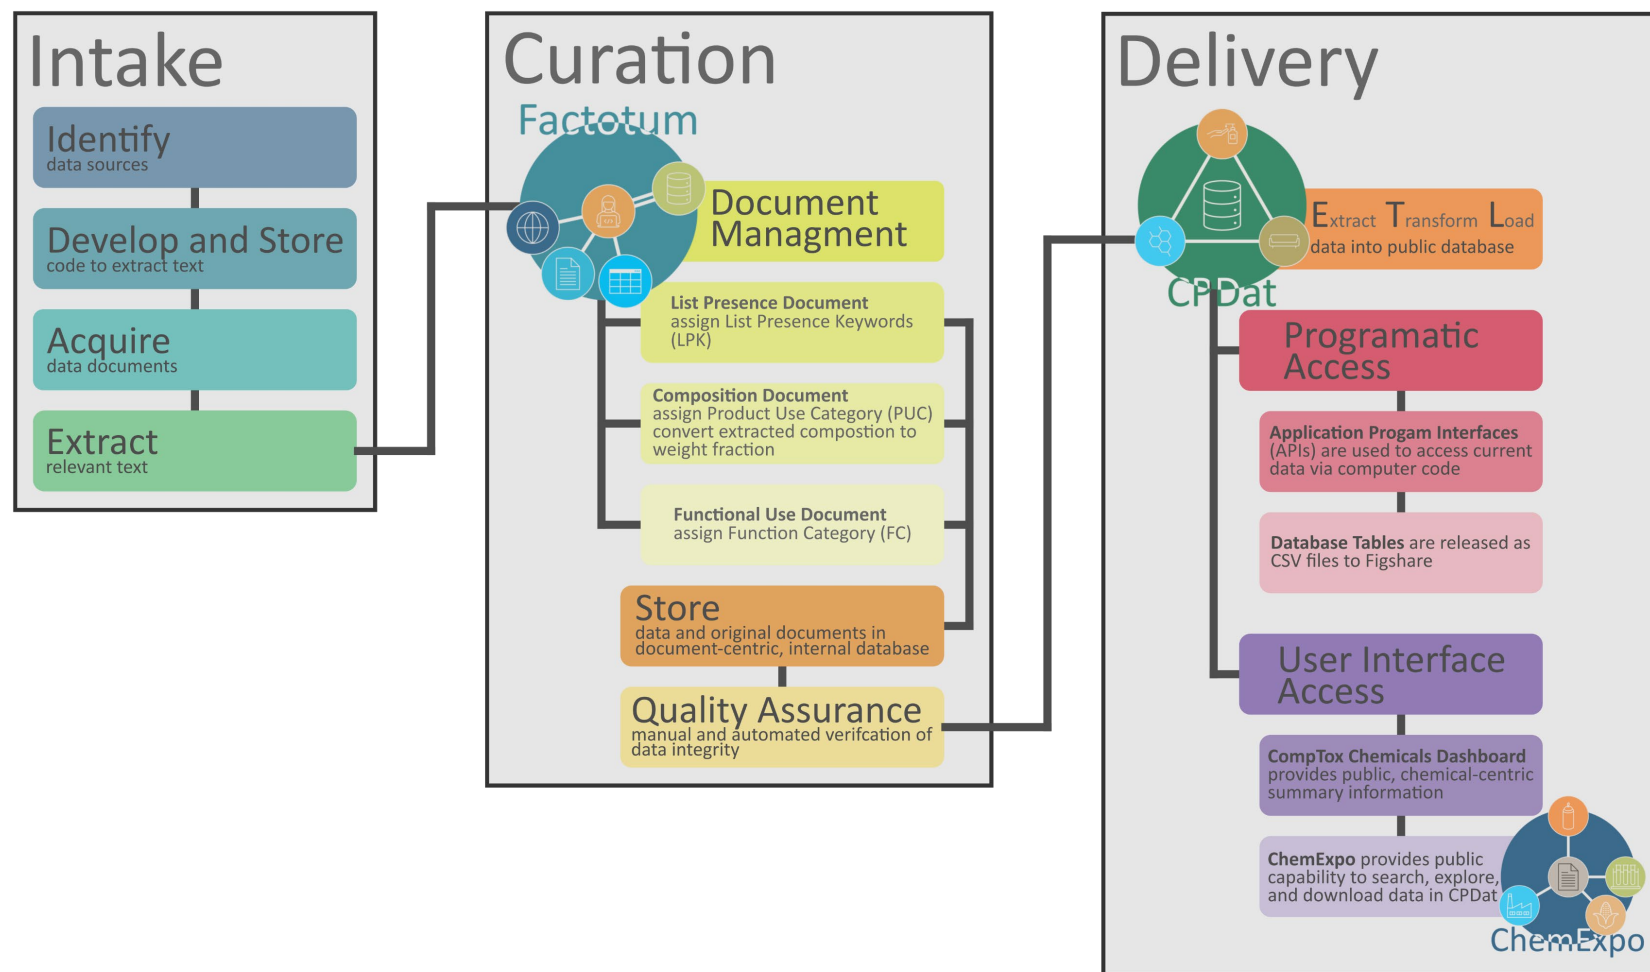 Intake
Identify
data sources
Develop and Store
code to extract text
Acquire
data documents
Extract
relevant text
Curation
Factotum
Document
Managment
List Presence Document
assign List Presence Keywords
(LPK)
Composition Document
assign Product Use Category (PUC)
convert extracted compostion to
weight fraction
Functional Use Document
assign Function Category (FC)
Store
data and original documents in
document-centric, internal database
Quality Assurance
manual and automated verifcation of
data integrity
Delivery
CPDat
Extract Transform Load
data into public database
Programatic
Access
Application Progam Interfaces
(APIs) are used to access current
data via computer code
Database Tables are released as
CSV files to Figshare
User Interface
Access
CompTox Chemicals Dashboard
provides public, chemical-centric
summary information
ChemExpo provides public
capability to search, explore,
and download data in CPDat
ChemExpo